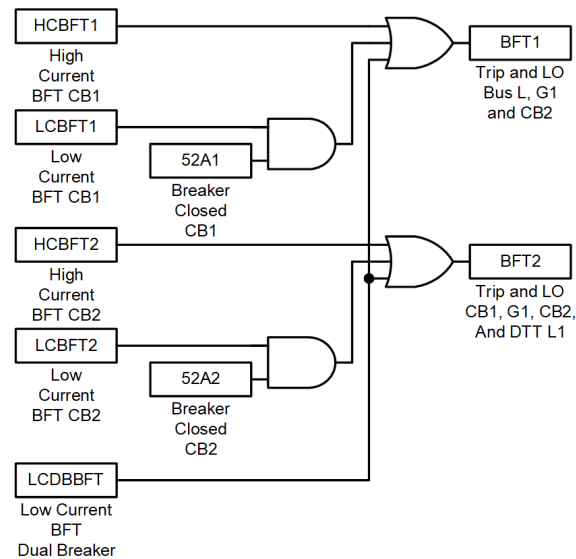 HCBFT1
High
Current
BFT CB1
BFT1
Trip and LO
Bus L, G1
and CB2
LCBFT1
Low
Current
BFT CB1
52A1
Breaker
Closed
CB1
HCBFT2
High
Current
BFT CB2
BFT2
Trip and LO
CB1, G1, CB2,
And DTT L1
LCBFT2
Low
Current
BFT CB2
52A2
Breaker
Closed
CB2
LCDBBFT
Low Current
BFT
Dual Breaker